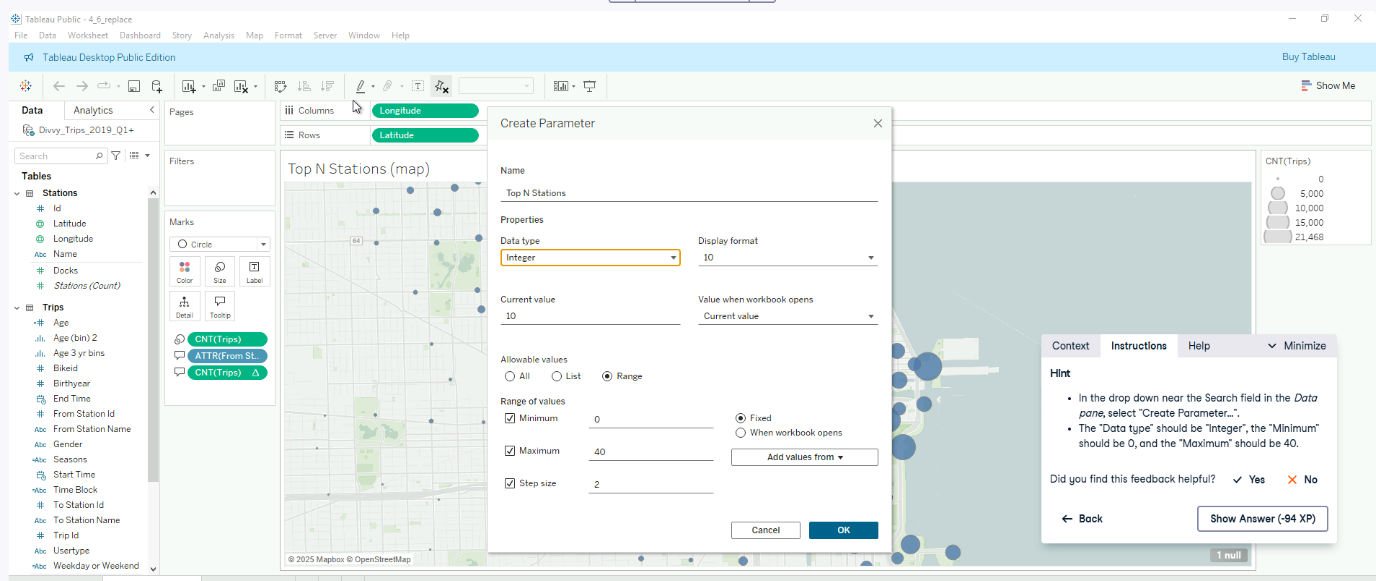 Tableau Public - 4_6_replace
File Data Worksheet Dashboard Story Analysis Map Format Server Window Help
Tableau Desktop Public Edition
Buy Tableau
Show Me
Data
Analytics
Divvy_Trips_2019_Q1+
Search
Tables
Stations
# Id
Latitude
Longitude
Abc Name
# Docks
# Stations (Count)
Trips
# Age
Age (bin) 2
Age 3 yr bins
# Bikeid
# Birthyear
End Time
# From Station Id
Abc From Station Name
Abc Gender
Abc Seasons
Start Time
Abc Time Block
# To Station Id
Abc To Station Name
# Trip Id
Abc Usertype
Abc Weekday or Weekend
Pages
Filters
Marks
Circle
Color
Size
Label
Detail
Tooltip
CNT(Trips)
ATTR(From St..
CNT(Trips) Δ
Columns
Longitude
Rows
Latitude
Top N Stations (map)
64
© 2025 Mapbox © OpenStreetMap
Create Parameter
Name
Top N Stations
Properties
Data type
Display format
Integer
10
Current value
Value when workbook opens
10
Current value
Allowable values
All
List
Range
Range of values
Minimum
0
Fixed
When workbook opens
Maximum
40
Add values from
Step size
2
Cancel
OK
CNT(Trips)
0
5,000
10,000
15,000
21,468
1 null
Context
Instructions
Help
Minimize
Hint
• In the drop down near the Search field in the Data
pane, select "Create Parameter...".
• The "Data type" should be "Integer", the "Minimum"
should be 0, and the "Maximum" should be 40.
Did you find this feedback helpful?
Yes
No
Back
Show Answer (-94 XP)